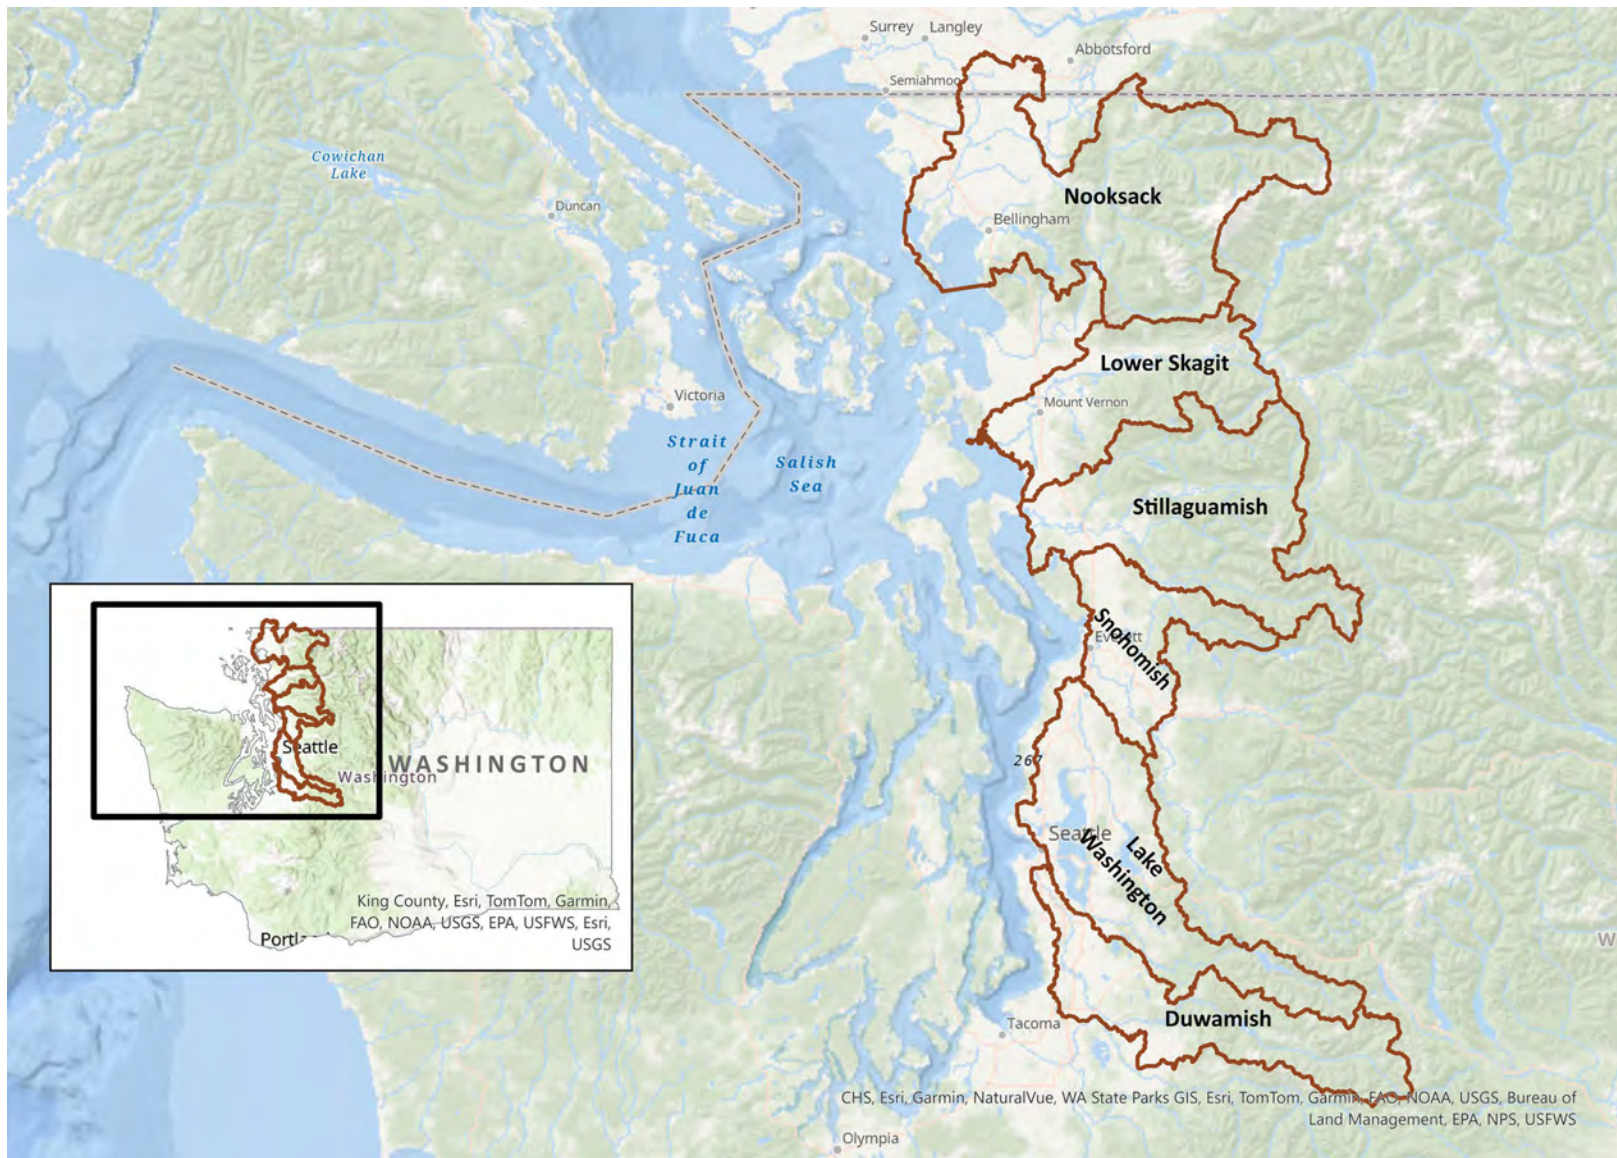 Surrey
Langley
Abbotsford
Semiahmoo
Cowichan
Lake
Duncan
Nooksack
Bellingham
Lower Skagit
Victoria
Mount Vernon
Strait
of
Juan
de
Fuca
Salish
Sea
Stillaguamish
Snohomish
Everett
267
Seattle
Lake
Washington
Duwamish
Tacoma
Olympia
W
CHS, Esri, Garmin, NaturalVue, WA State Parks GIS, Esri, TomTom, Garmin, FAO, NOAA, USGS, Bureau of
Land Management, EPA, NPS, USFWS
Seattle
WASHINGTON
Washington
King County, Esri, TomTom, Garmin,
FAO, NOAA, USGS, EPA, USFWS, Esri,
USGS